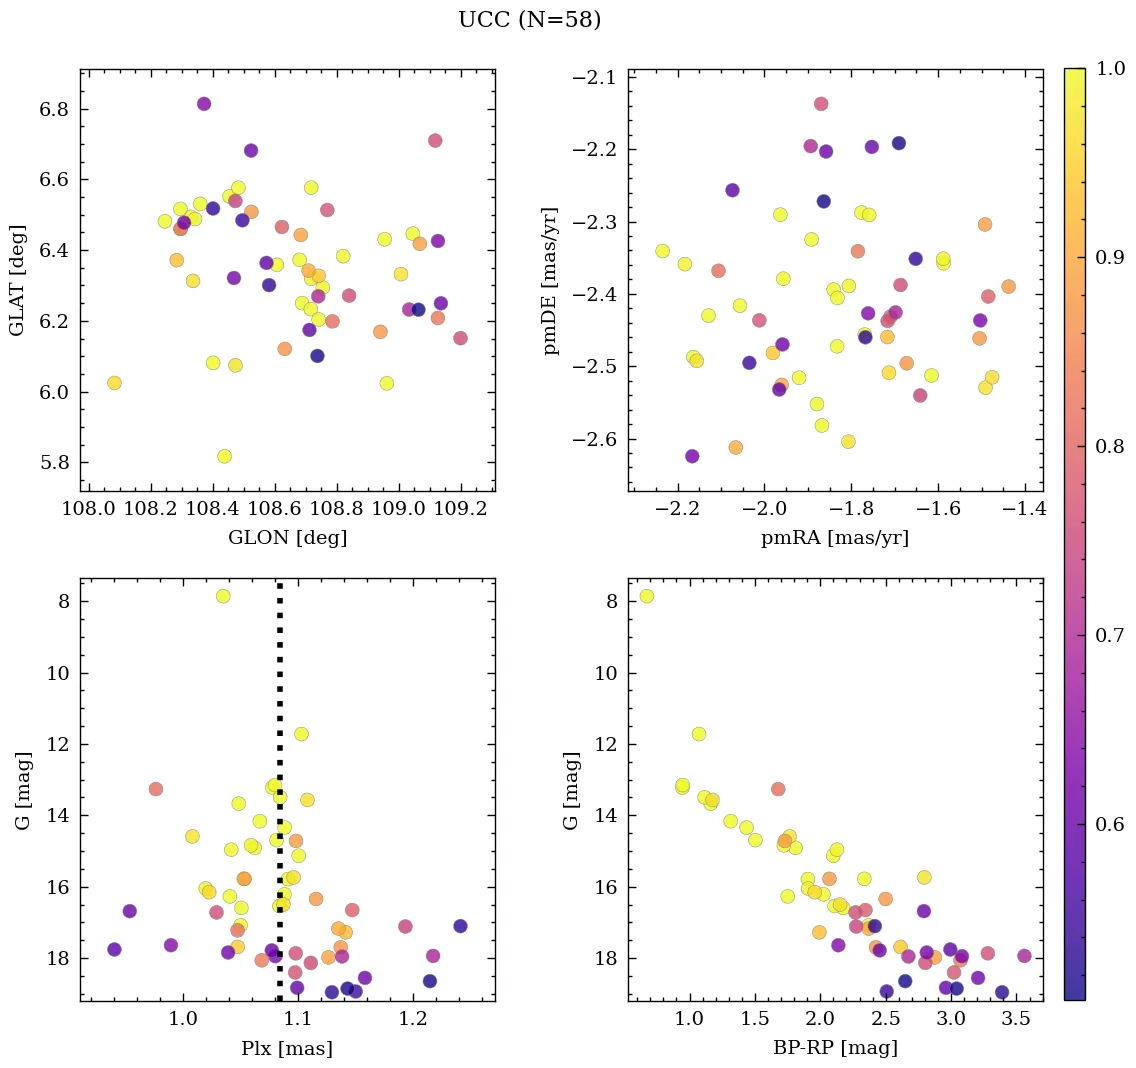 UCC (N=58)
6.8
6.6
6.4
6.2
6.0
5.8
GLAT [deg]
108.0 108.2 108.4 108.6 108.8 109.0 109.2
GLON [deg]
−2.1
−2.2
−2.3
−2.4
−2.5
−2.6
pmDE [mas/yr]
−2.2 −2.0 −1.8 −1.6 −1.4
pmRA [mas/yr]
8
10
12
14
16
18
G [mag]
1.0 1.1 1.2
Plx [mas]
8
10
12
14
16
18
G [mag]
1.0 1.5 2.0 2.5 3.0 3.5
BP-RP [mag]
1.0
0.9
0.8
0.7
0.6